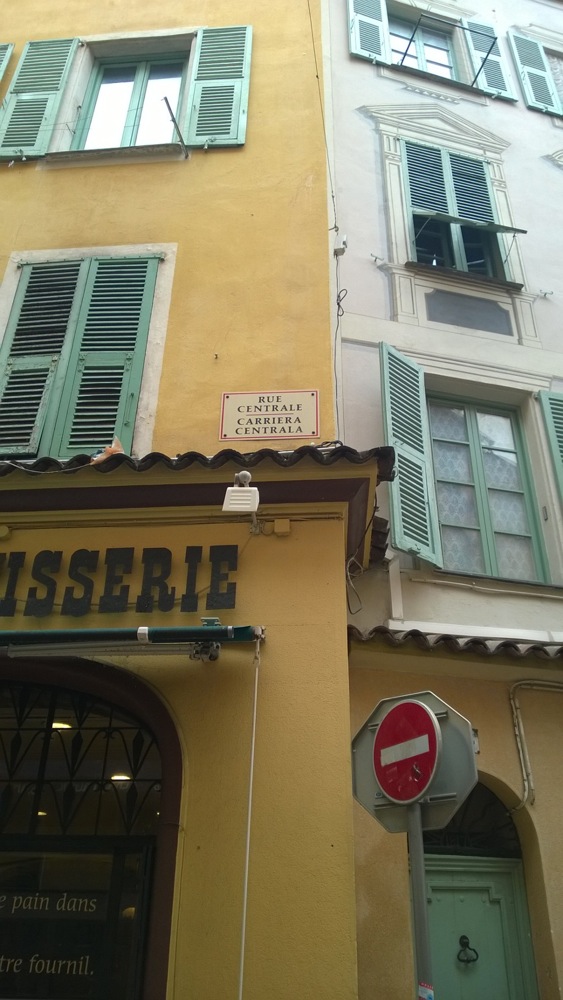 RUE
CENTRALE
CARRIERA
CENTRALA
ISSERIE
e pain dans
tre fournil.